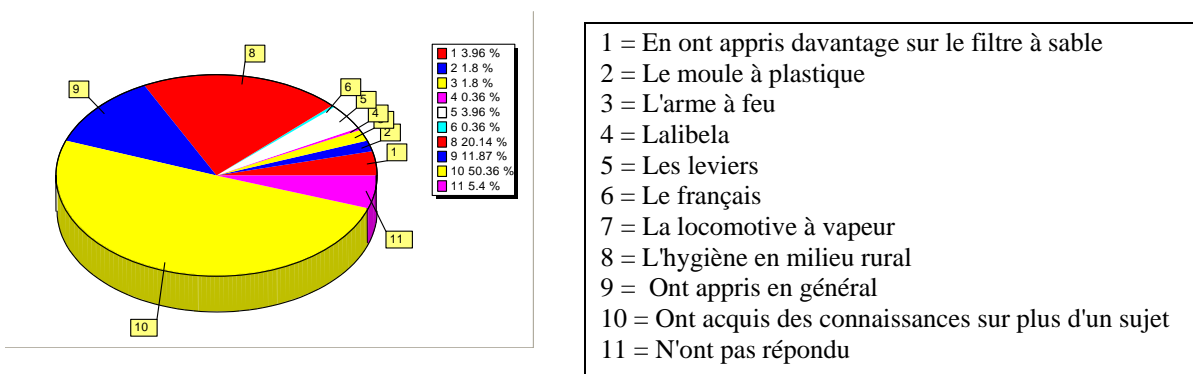 8
9
6
5
4
2
1
11
10
1 3.96 %
2 1.8 %
3 1.8 %
4 0.36 %
5 3.96 %
6 0.36 %
8 20.14 %
9 11.87 %
10 50.36 %
11 5.4 %
1 = En ont appris davantage sur le filtre à sable
2 = Le moule à plastique
3 = L'arme à feu
4 = Lalibela
5 = Les leviers
6 = Le français
7 = La locomotive à vapeur
8 = L'hygiène en milieu rural
9 = Ont appris en général
10 = Ont acquis des connaissances sur plus d'un sujet
11 = N'ont pas répondu